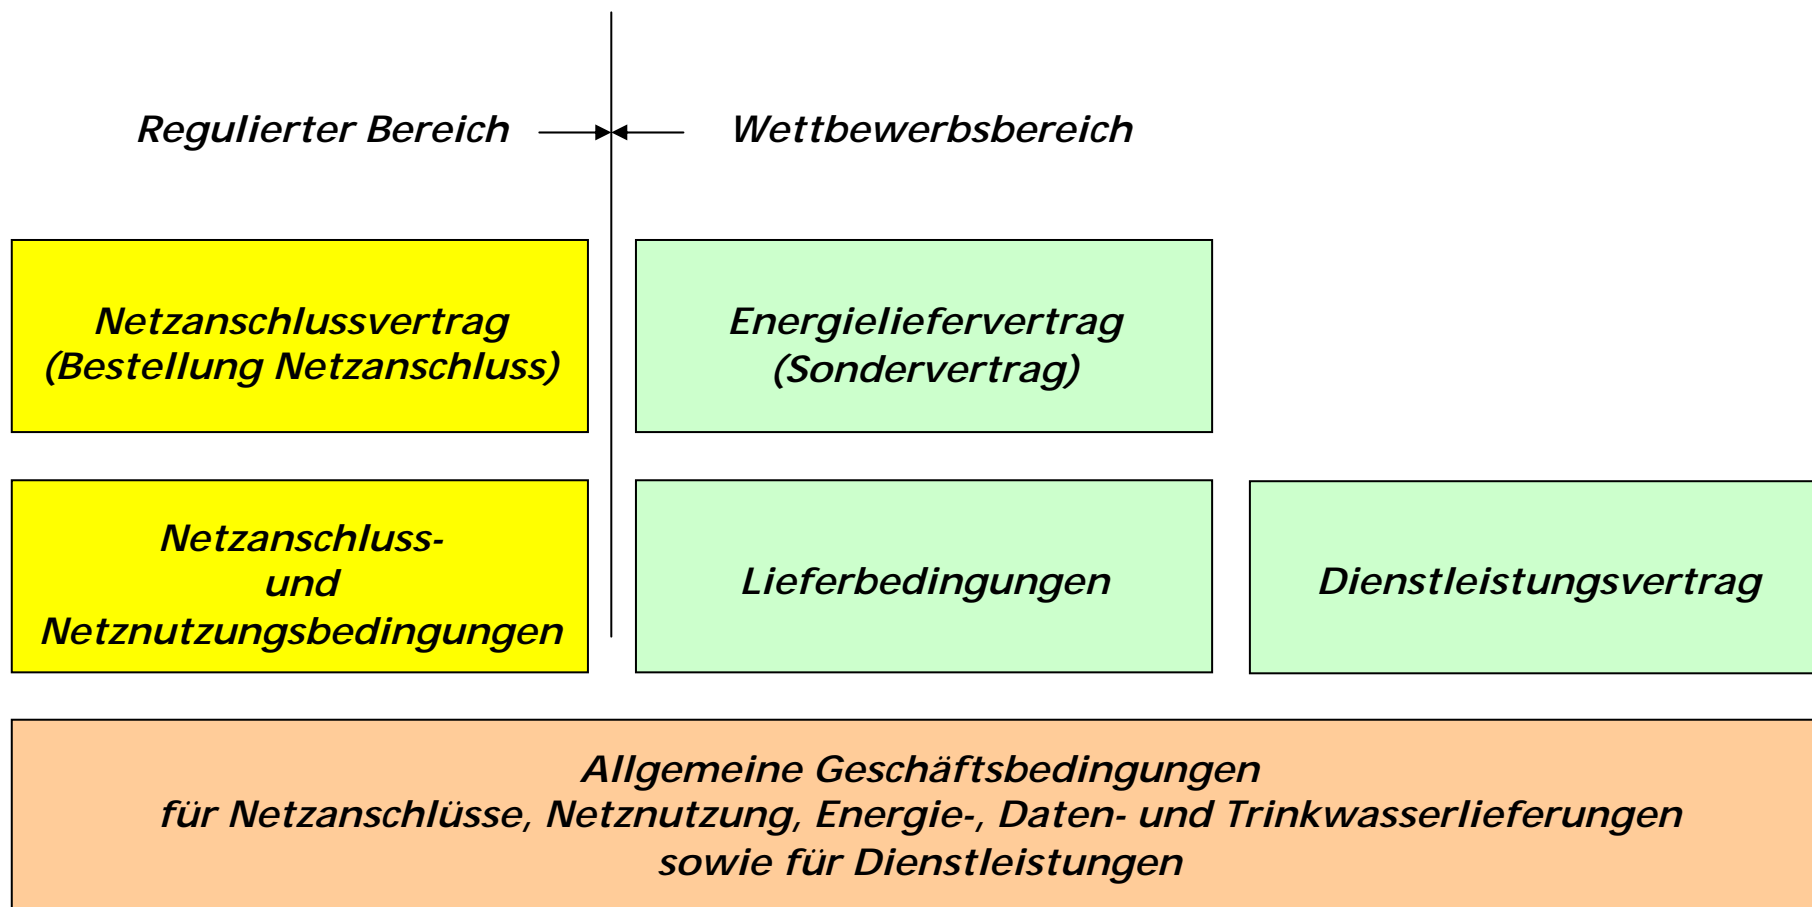 Regulierter Bereich
Wettbewerbsbereich
Netzanschlussvertrag
(Bestellung Netzanschluss)
Energieliefervertrag
(Sondervertrag)
Netzanschluss-
und
Netznutzungsbedingungen
Lieferbedingungen
Dienstleistungsvertrag
Allgemeine Geschäftsbedingungen
für Netzanschlüsse, Netznutzung, Energie-, Daten- und Trinkwasserlieferungen
sowie für Dienstleistungen